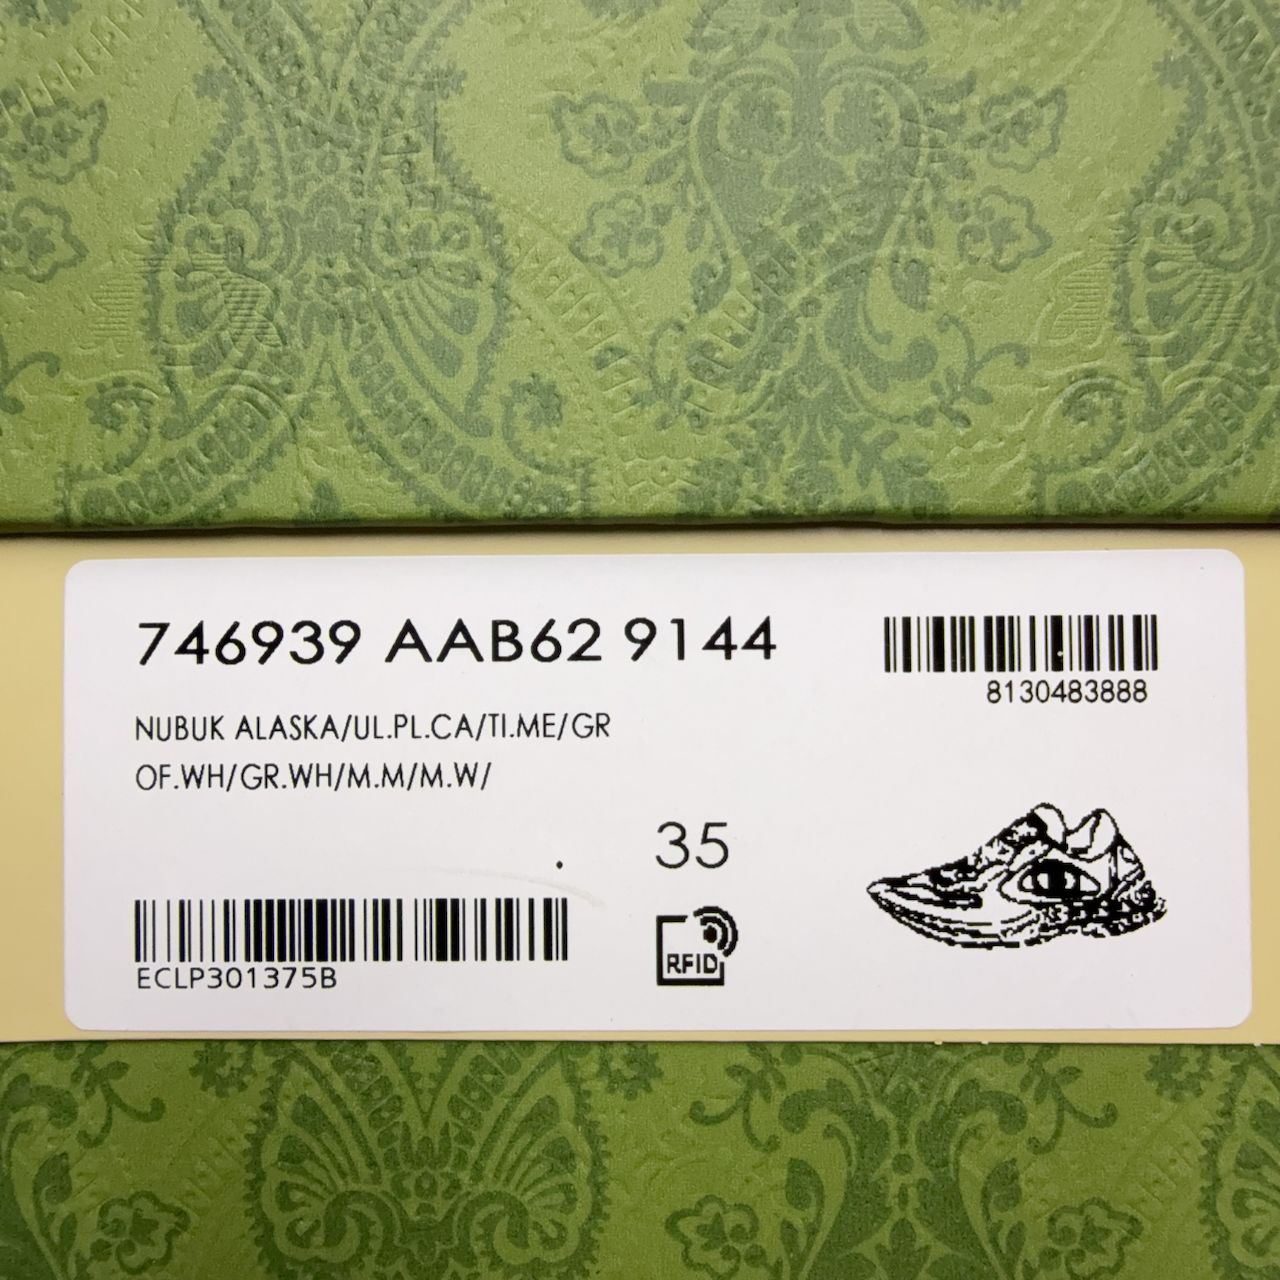 746939 AAB62 9144
8130483888
NUBUK ALASKA/UL.PL.CA/TI.ME/GR
OF.WH/GR.WH/M.M/M.W/
35
ECLP301375B
RFID